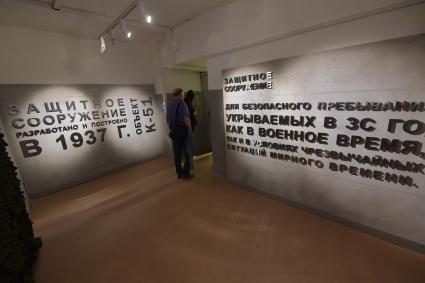 ЗАЩИТНОЕ
СООРУЖЕНИЕ
РАЗРАБОТАНО И ПОСТРОЕНО
В 1937 Г.
ОБЪЕКТ
К-51
ЗАЩИТНОЕ
СООРУЖЕНИЕ
ДЛЯ БЕЗОПАСНОГО ПРЕБЫВАНИ
УКРЫВАЕМЫХ В ЗС ГО
КАК В ВОЕННОЕ ВРЕМЯ,
ТАК И В УСЛОВИЯХ ЧРЕЗВЫЧАЙНЫХ
СИТУАЦИЙ МИРНОГО ВРЕМЕНИ.